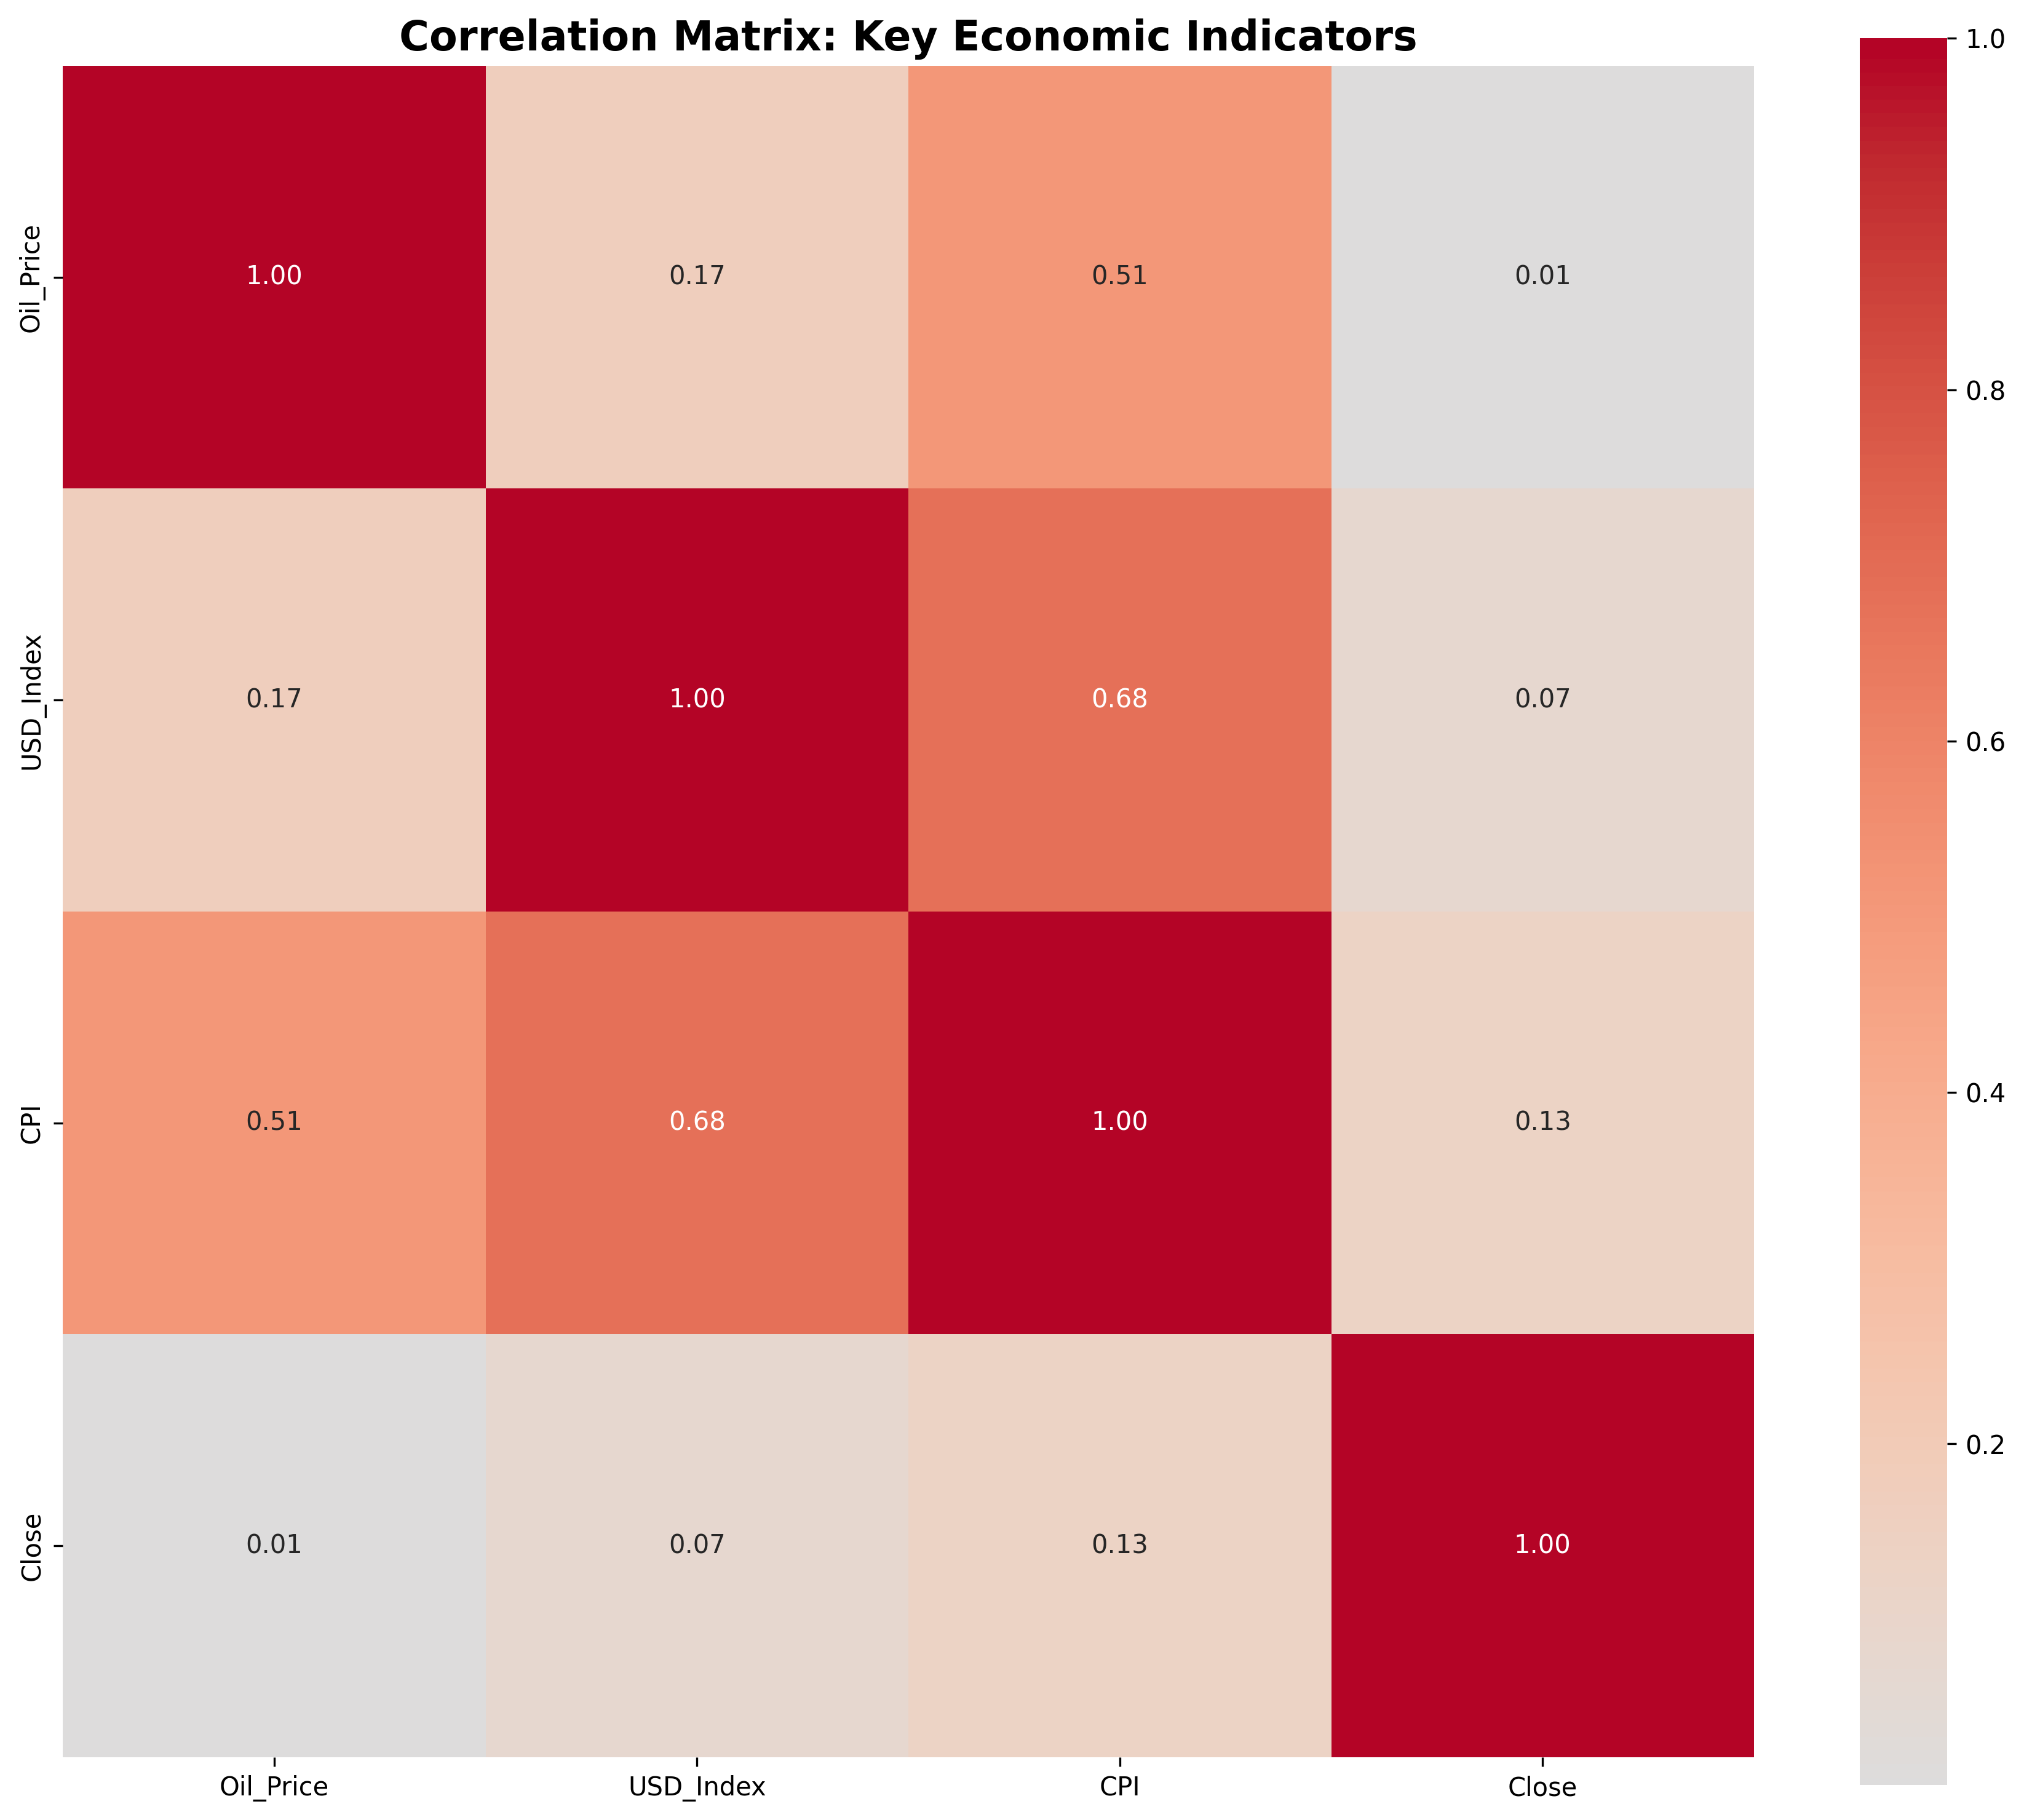 Correlation Matrix: Key Economic Indicators
1.0
Oil_Price
1.00 0.17 0.51 0.01
0.8
USD_Index
0.17 1.00 0.68 0.07
0.6
CPI
0.51 0.68 1.00 0.13
0.4
0.2
Close
0.01 0.07 0.13 1.00
Oil_Price USD_Index CPI Close